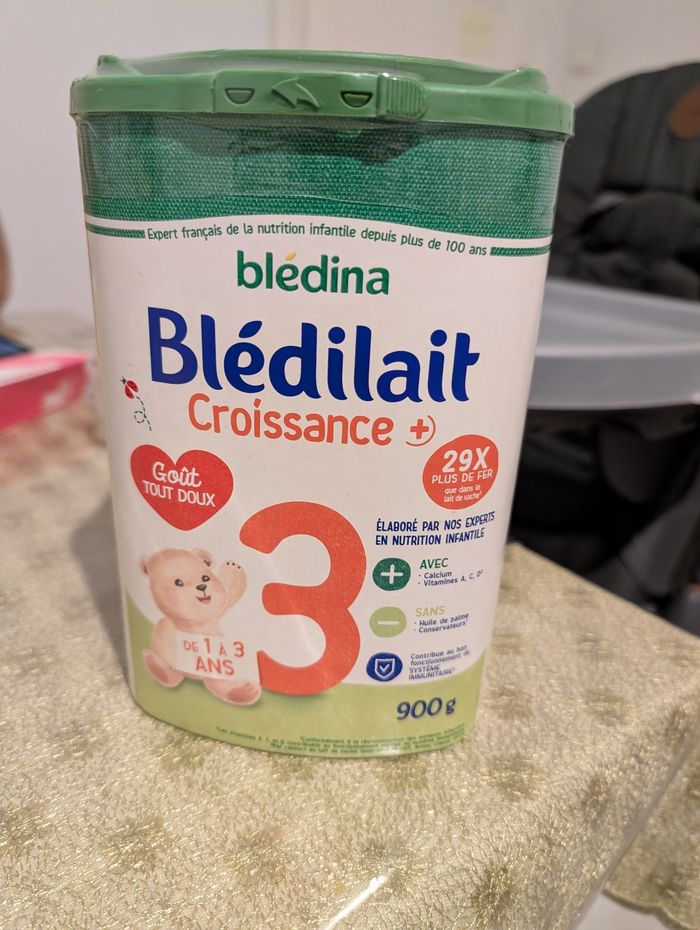 Expert français de la nutrition infantile depuis plus de 100 ans
blédina
Blédilait
Croissance +
29X
PLUS DE FER
que dans le
lait de vache¹
Goût
TOUT DOUX
3
ÉLABORÉ PAR NOS EXPERTS
EN NUTRITION INFANTILE
AVEC
· Calcium
· Vitamines A, C, D
SANS
· Huile de palme
· Conservateurs
Contribue au bon
fonctionnement du
SYSTÈME
IMMUNITAIRE
DE 1 À 3
ANS
900 g